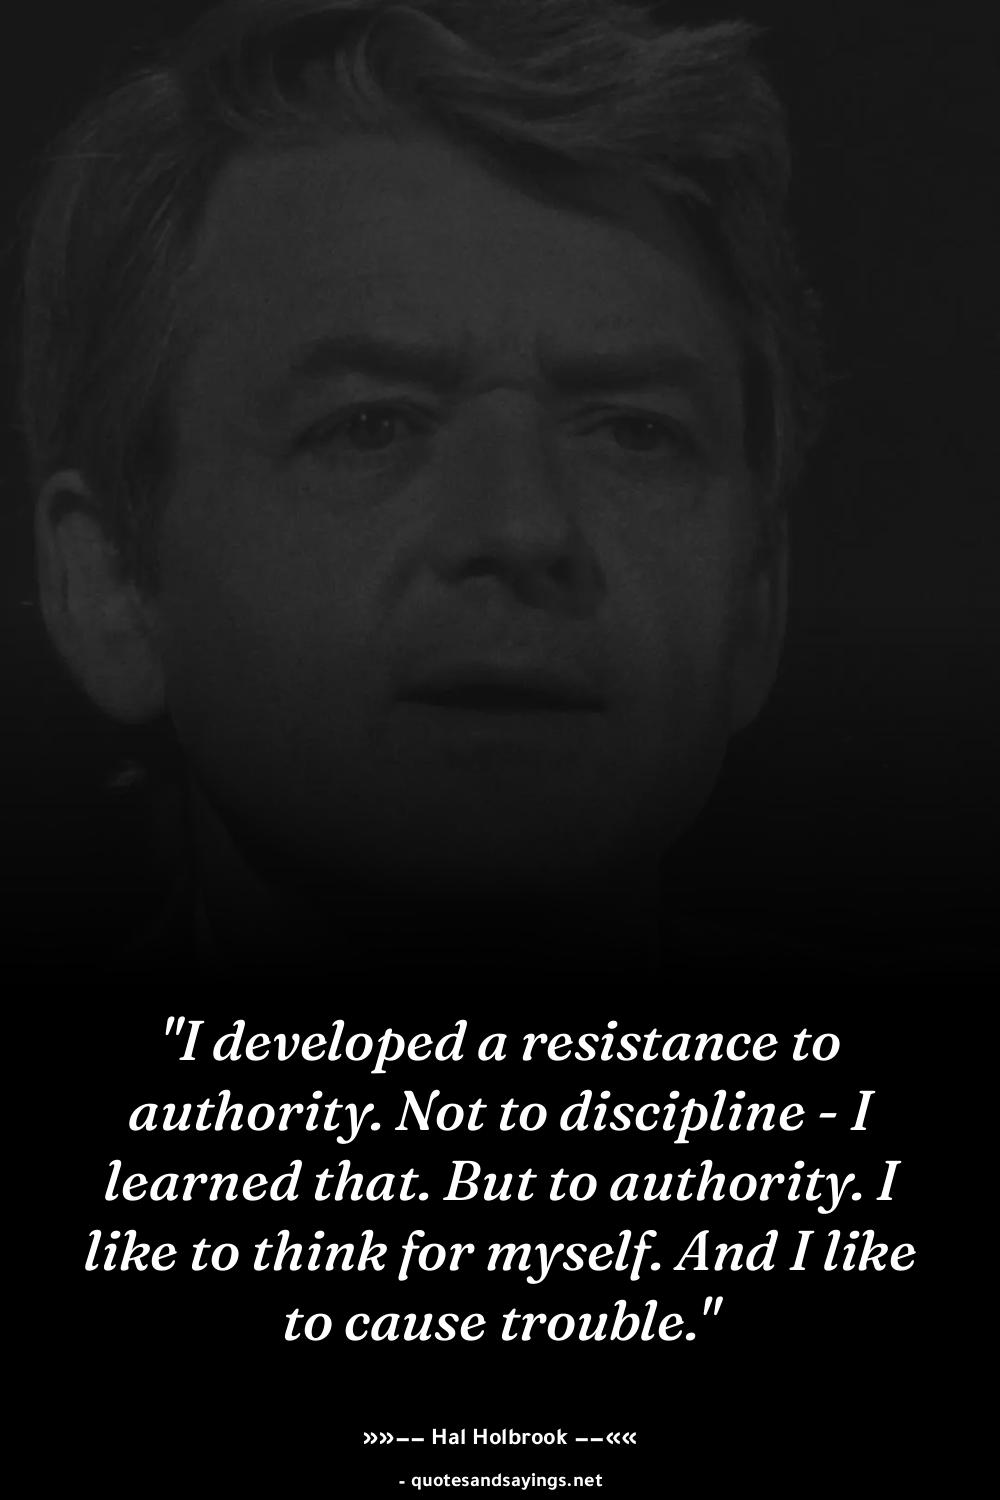 "I developed a resistance to
authority. Not to discipline - I
learned that. But to authority. I
like to think for myself. And I like
to cause trouble."
»»−− Hal Holbrook −−««
- quotesandsayings.net